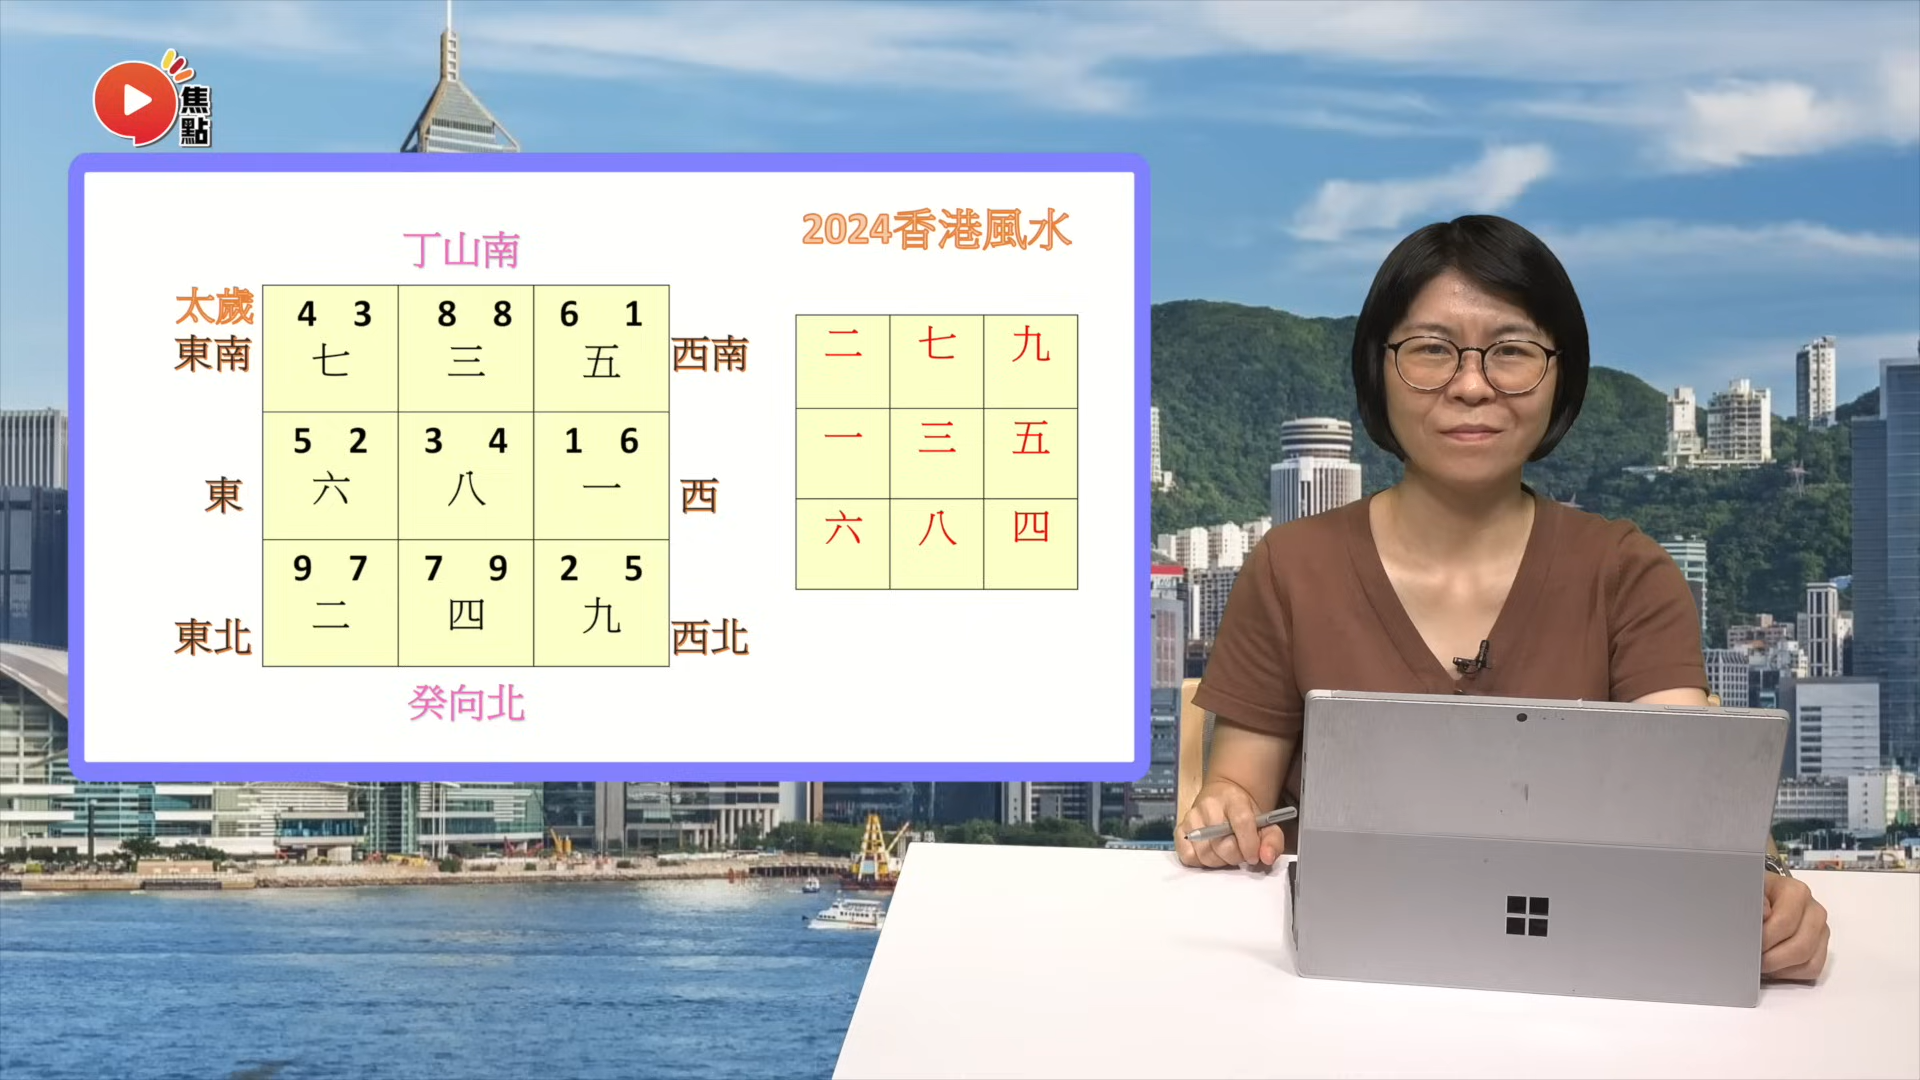 焦點
2024香港風水
丁山南
太歲
東南
4 3
七
8 8
三
6 1
五
西南
東
5 2
六
3 4
八
1 6
一
西
東北
9 7
二
7 9
四
2 5
九
西北
癸向北
二 七 九
一 三 五
六 八 四